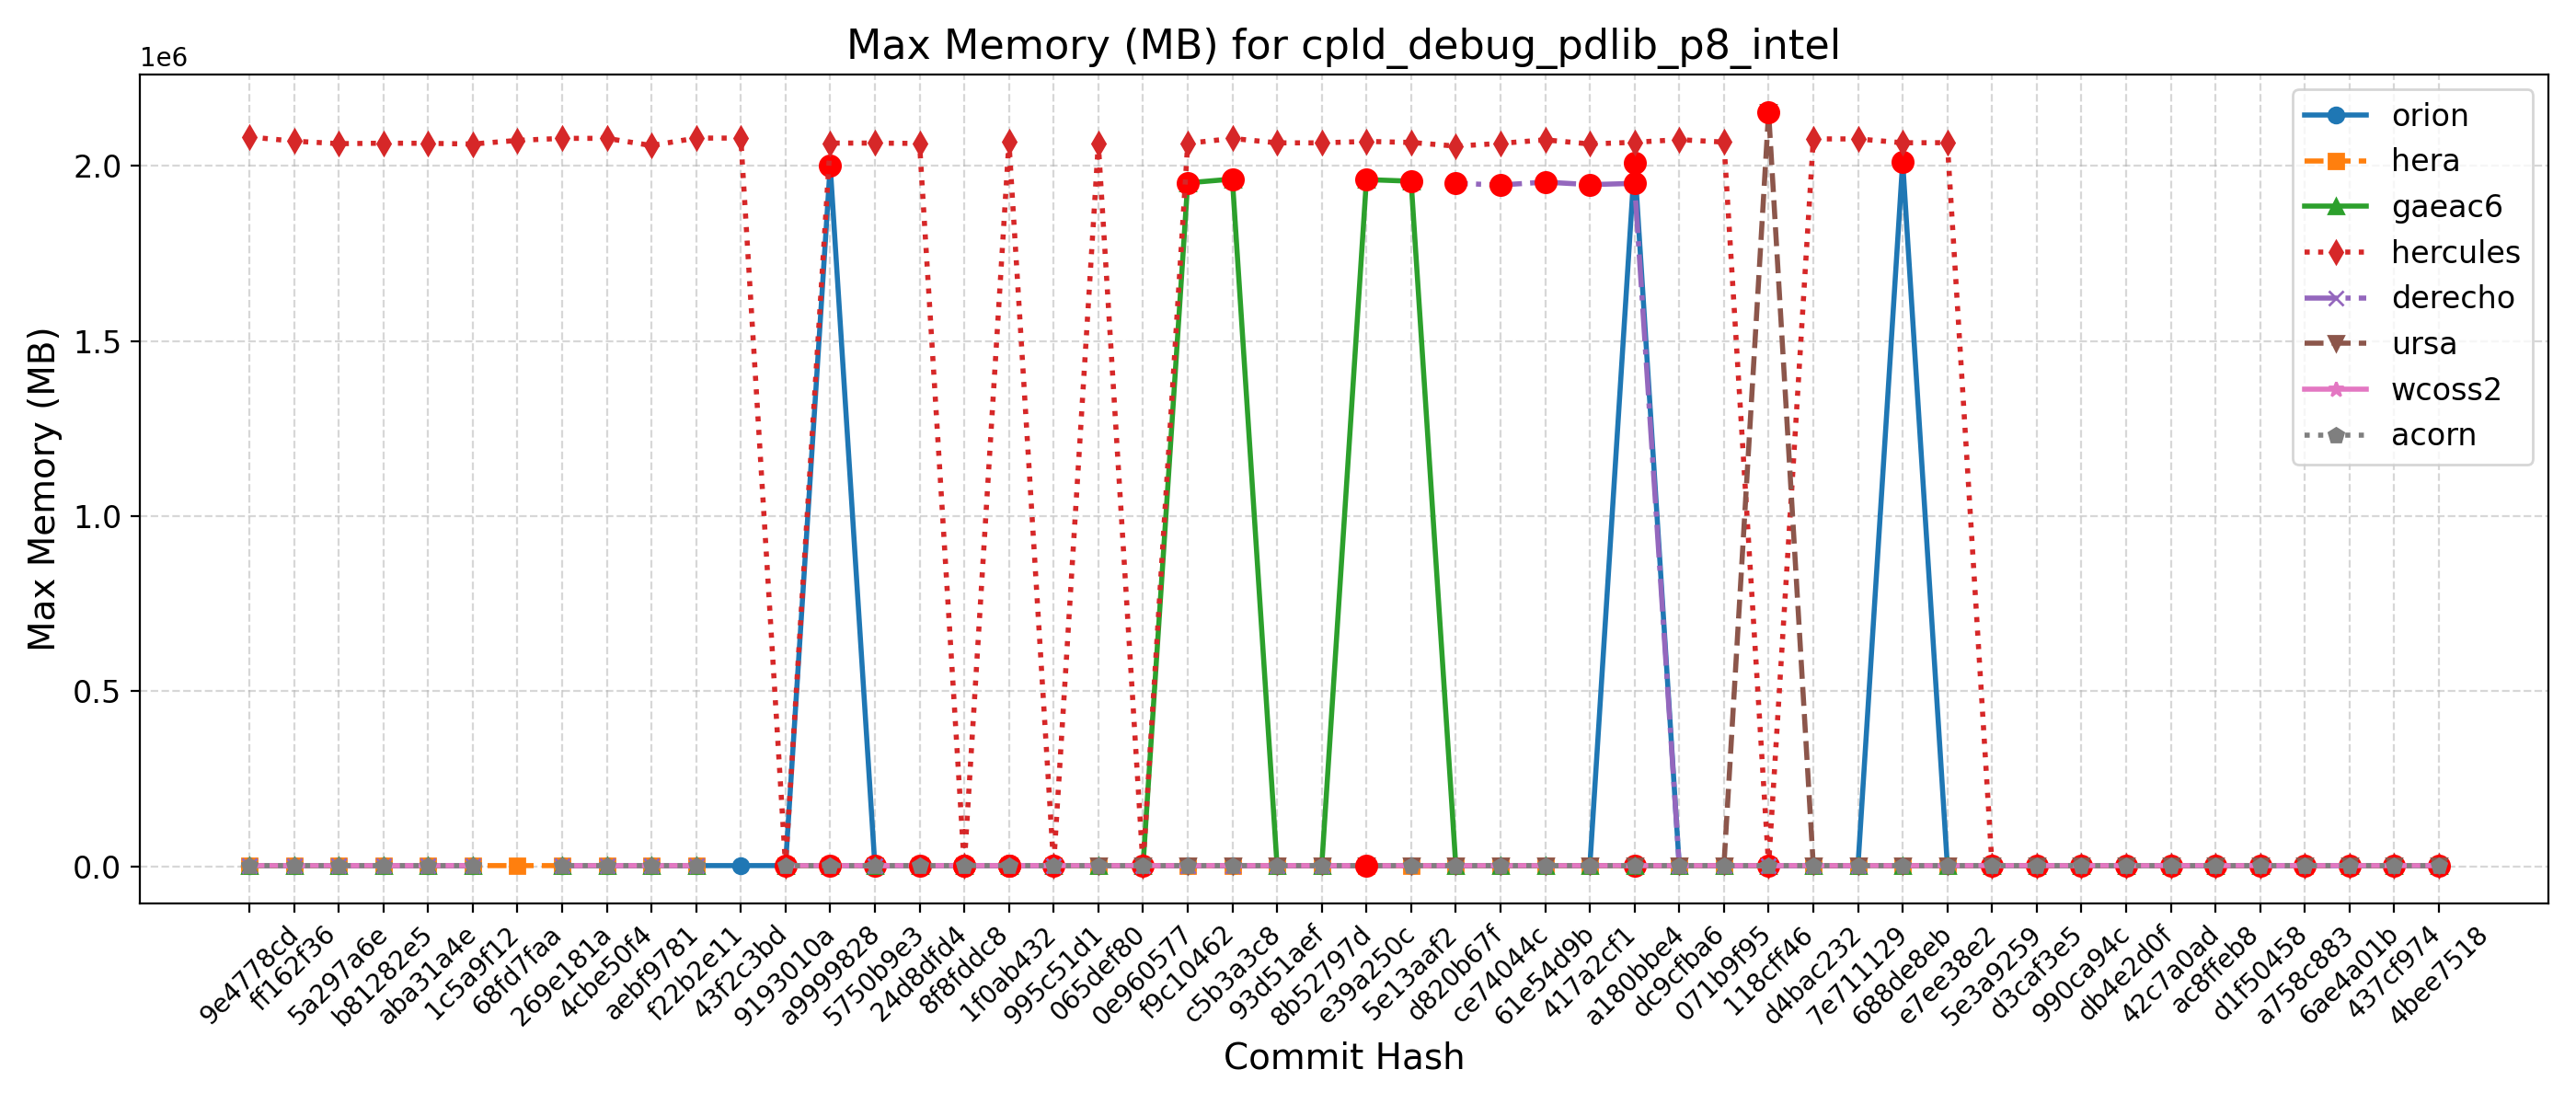 Max Memory (MB) for cpld_debug_pdlib_p8_intel
1e6
2.0
1.5
1.0
0.5
0.0
Max Memory (MB)
orion
hera
gaeac6
hercules
derecho
ursa
wcoss2
acorn
9e4778cd
ff162f36
5a297a6e
b81282e5
aba31a4e
1c5a9f12
68fd7faa
269e181a
4cbe50f4
aebf9781
f22b2e11
43f2c3bd
9193010a
a9999828
5750b9e3
24d8dfd4
8f8fddc8
1f0ab432
995c51d1
065def80
0e960577
f9c10462
c5b3a3c8
93d51aef
8b52797d
e39a250c
5e13aaf2
d820b67f
ce74044c
61e54d9b
417a2cf1
a180bbe4
dc9cfba6
071b9f95
118cff46
d4bac232
7e711129
688de8eb
e7ee38e2
5e3a9259
d3caf3e5
990ca94c
db4e2d0f
42c7a0ad
ac8ffeb8
d1f50458
a758c883
6ae4a01b
437cf974
4bee7518
Commit Hash